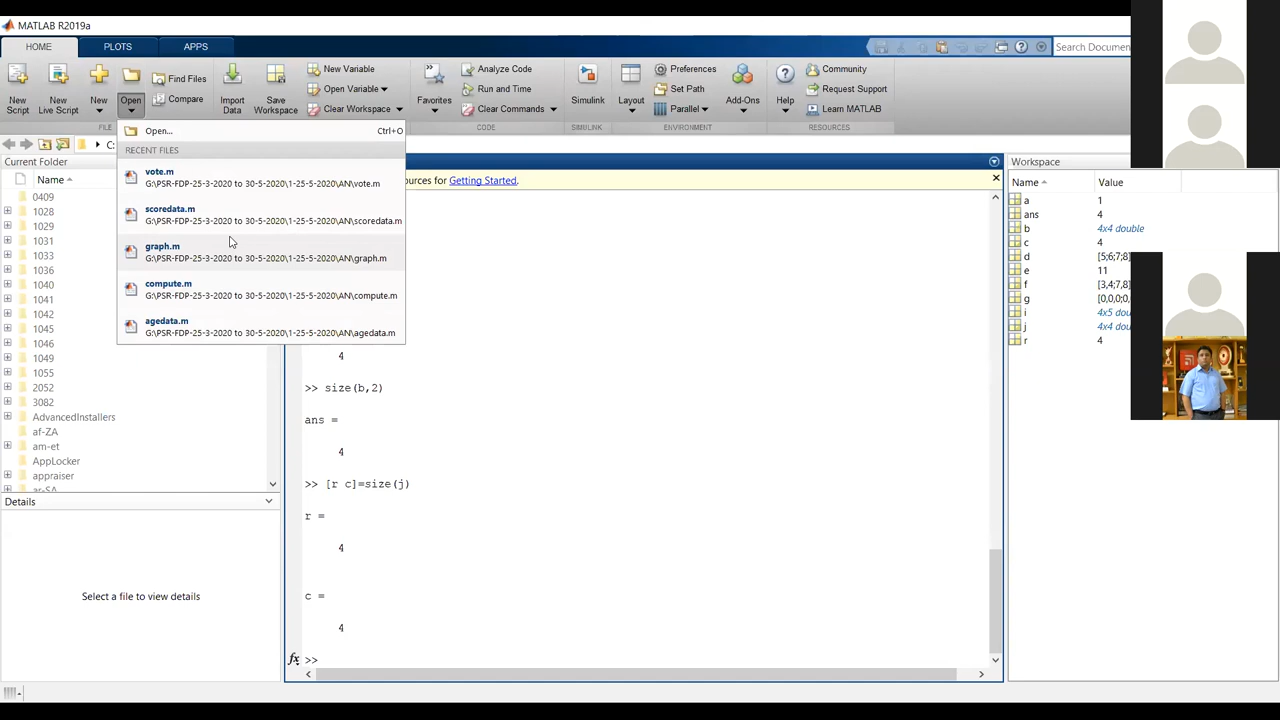 MATLAB R2019a
HOME
PLOTS
APPS
Search Documen
New Script
New Live Script
New
Open
Find Files
Compare
Import Data
Save Workspace
New Variable
Open Variable
Clear Workspace
Favorites
Analyze Code
Run and Time
Clear Commands
Simulink
Layout
Preferences
Set Path
Parallel
Add-Ons
Help
Community
Request Support
Learn MATLAB
FILE
CODE
SIMULINK
ENVIRONMENT
RESOURCES
C:
Open... Ctrl+O
RECENT FILES
vote.m
G:\PSR-FDP-25-3-2020 to 30-5-2020\1-25-5-2020\AN\vote.m
scoredata.m
G:\PSR-FDP-25-3-2020 to 30-5-2020\1-25-5-2020\AN\scoredata.m
graph.m
G:\PSR-FDP-25-3-2020 to 30-5-2020\1-25-5-2020\AN\graph.m
compute.m
G:\PSR-FDP-25-3-2020 to 30-5-2020\1-25-5-2020\AN\compute.m
agedata.m
G:\PSR-FDP-25-3-2020 to 30-5-2020\1-25-5-2020\AN\agedata.m
Current Folder
Name
0409
1028
1029
1031
1033
1036
1040
1041
1042
1045
1046
1049
1055
2052
3082
AdvancedInstallers
af-ZA
am-et
AppLocker
appraiser
ar-SA
Details
Select a file to view details
ources for Getting Started.
4
>> size(b,2)
ans =
4
>> [r c]=size(j)
r =
4
c =
4
fx >>
Workspace
Name Value
a 1
ans 4
b 4x4 double
c 4
d [5;6;7;8]
e 11
f [3,4;7,8]
g [0,0,0;0,
i 4x5 doub
j 4x4 dou
r 4